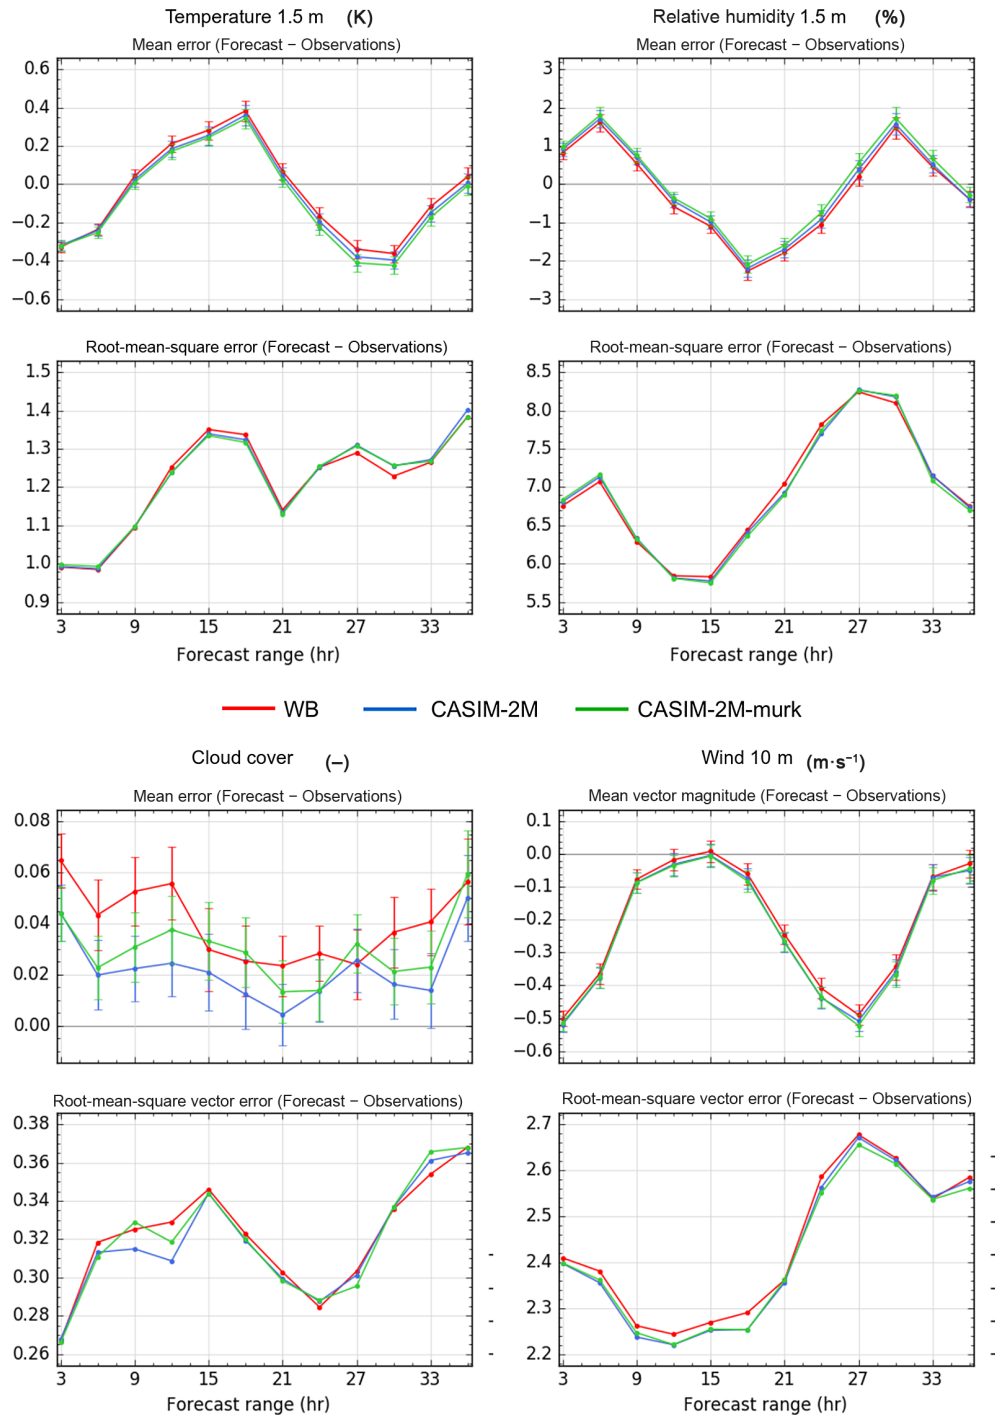 Temperature 1.5 m (K)
Mean error (Forecast − Observations)
0.6
0.4
0.2
0.0
−0.2
−0.4
−0.6
Relative humidity 1.5 m (%)
Mean error (Forecast − Observations)
3
2
1
0
−1
−2
−3
Root-mean-square error (Forecast − Observations)
1.5
1.4
1.3
1.2
1.1
1.0
0.9
3 9 15 21 27 33
Forecast range (hr)
Root-mean-square error (Forecast − Observations)
8.5
8.0
7.5
7.0
6.5
6.0
5.5
3 9 15 21 27 33
Forecast range (hr)
WB CASIM-2M CASIM-2M-murk
Cloud cover (–)
Mean error (Forecast − Observations)
0.08
0.06
0.04
0.02
0.00
Wind 10 m (m·s⁻¹)
Mean vector magnitude (Forecast − Observations)
0.1
0.0
−0.1
−0.2
−0.3
−0.4
−0.5
−0.6
Root-mean-square vector error (Forecast − Observations)
0.38
0.36
0.34
0.32
0.30
0.28
0.26
3 9 15 21 27 33
Forecast range (hr)
Root-mean-square vector error (Forecast − Observations)
2.7
2.6
2.5
2.4
2.3
2.2
3 9 15 21 27 33
Forecast range (hr)